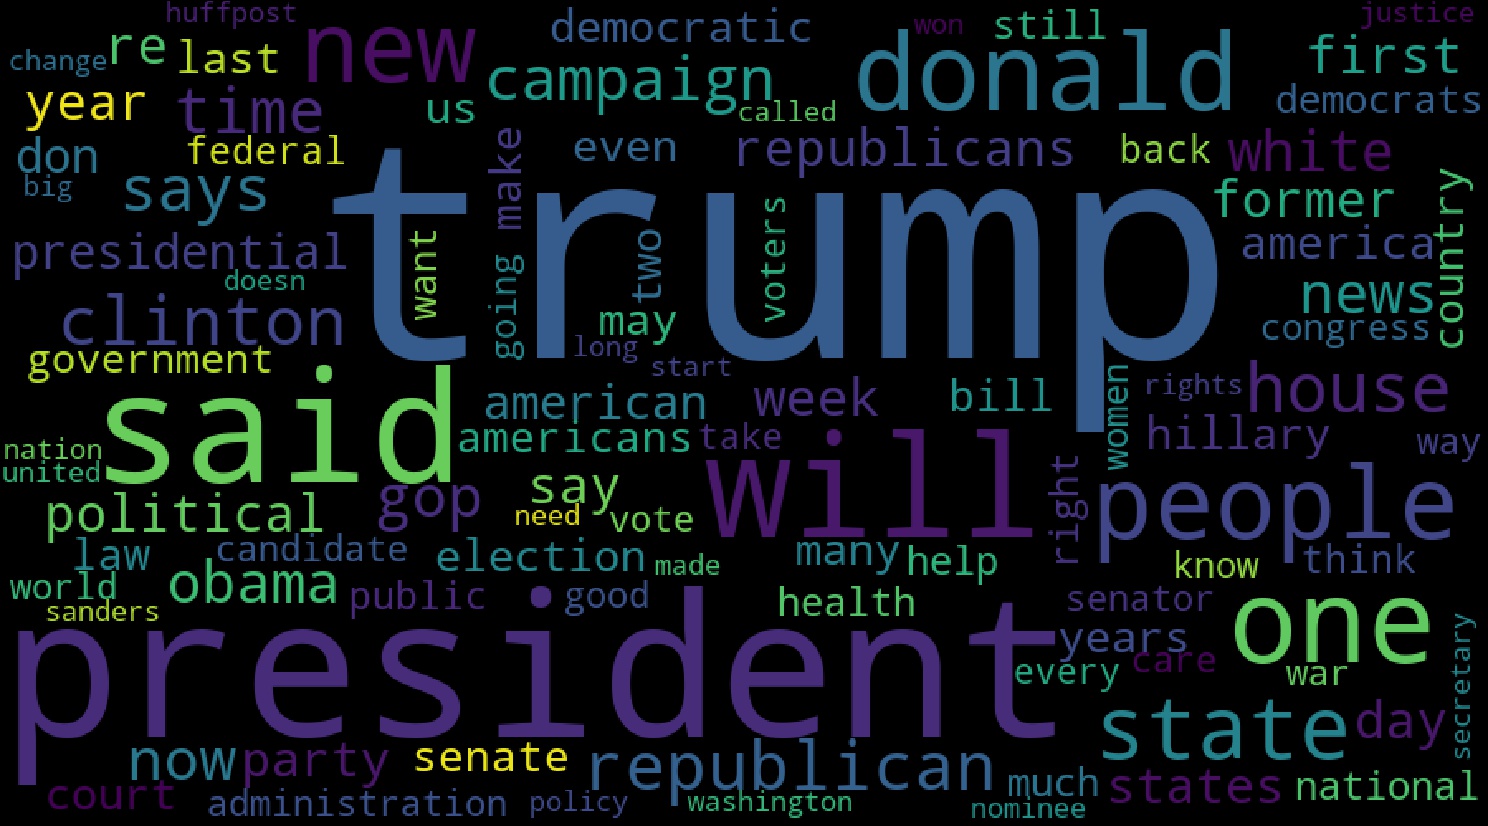 huffpost
democratic
won
still
justice
change
re
last
new
campaign
donald
first
year
time
us
called
democrats
don
federal
make
even
republicans
back
white
big
says
trump
former
country
presidential
want
going
two
voters
america
doesn
news
clinton
may
congress
long
government
start
said
american
week
bill
women
rights
house
nation
americans
take
will
hillary
way
united
gop
say
right
people
political
need
vote
law
candidate
election
made
many
help
know
think
world
obama
public
good
health
senator
one
sanders
president
years
every
care
war
secretary
state
day
now
party
senate
republican
much
states
national
court
administration
policy
washington
nominee